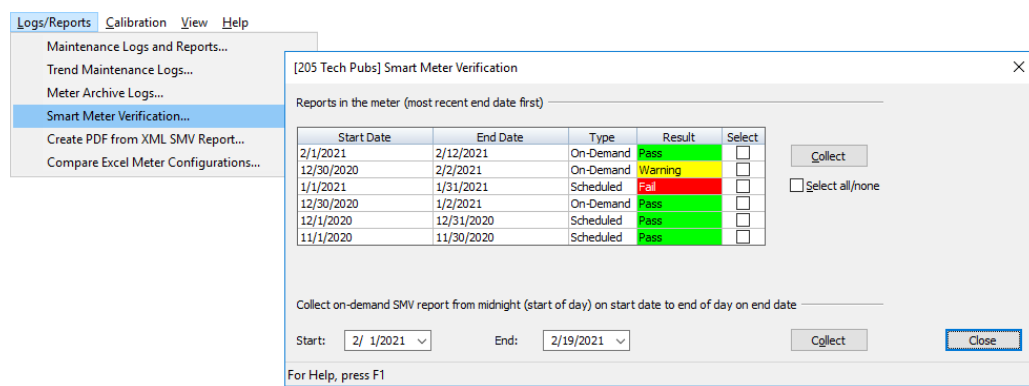 Logs/Reports Calibration View Help
Maintenance Logs and Reports...
Trend Maintenance Logs...
Meter Archive Logs...
Smart Meter Verification...
Create PDF from XML SMV Report...
Compare Excel Meter Configurations...
[205 Tech Pubs] Smart Meter Verification
Reports in the meter (most recent end date first)
Start Date End Date Type Result Select
2/1/2021 2/12/2021 On-Demand Pass
12/30/2020 2/2/2021 On-Demand Warning
1/1/2021 1/31/2021 Scheduled Fail
12/30/2020 1/2/2021 On-Demand Pass
12/1/2020 12/31/2020 Scheduled Pass
11/1/2020 11/30/2020 Scheduled Pass
Collect
Select all/none
Collect on-demand SMV report from midnight (start of day) on start date to end of day on end date
Start: 2/ 1/2021 End: 2/19/2021 Collect Close
For Help, press F1